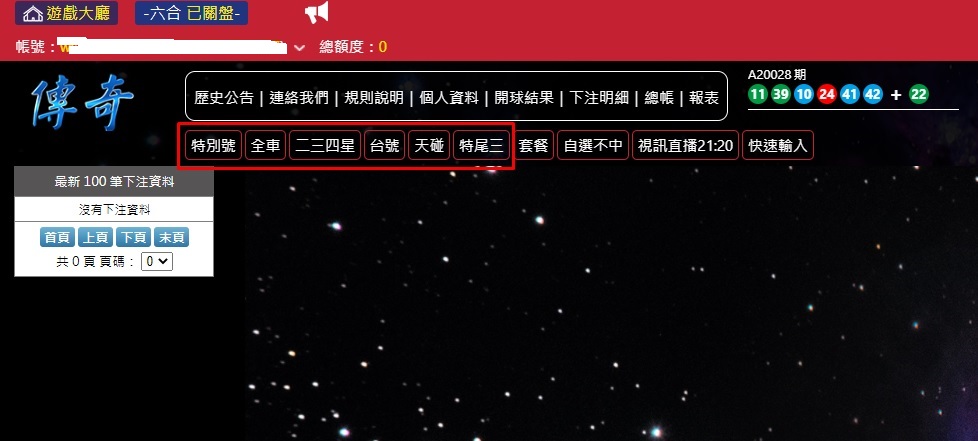 遊戲大廳 -六合 已關盤-
帳號： 總額度：0
傳奇
歷史公告 | 連絡我們 | 規則說明 | 個人資料 | 開球結果 | 下注明細 | 總帳 | 報表
A20028 期
11 39 10 24 41 42 + 22
特別號 全車 二三四星 台號 天碰 特尾三 套餐 自選不中 視訊直播21:20 快速輸入
最新 100 筆下注資料
沒有下注資料
首頁 上頁 下頁 末頁
共 0 頁 頁碼： 0